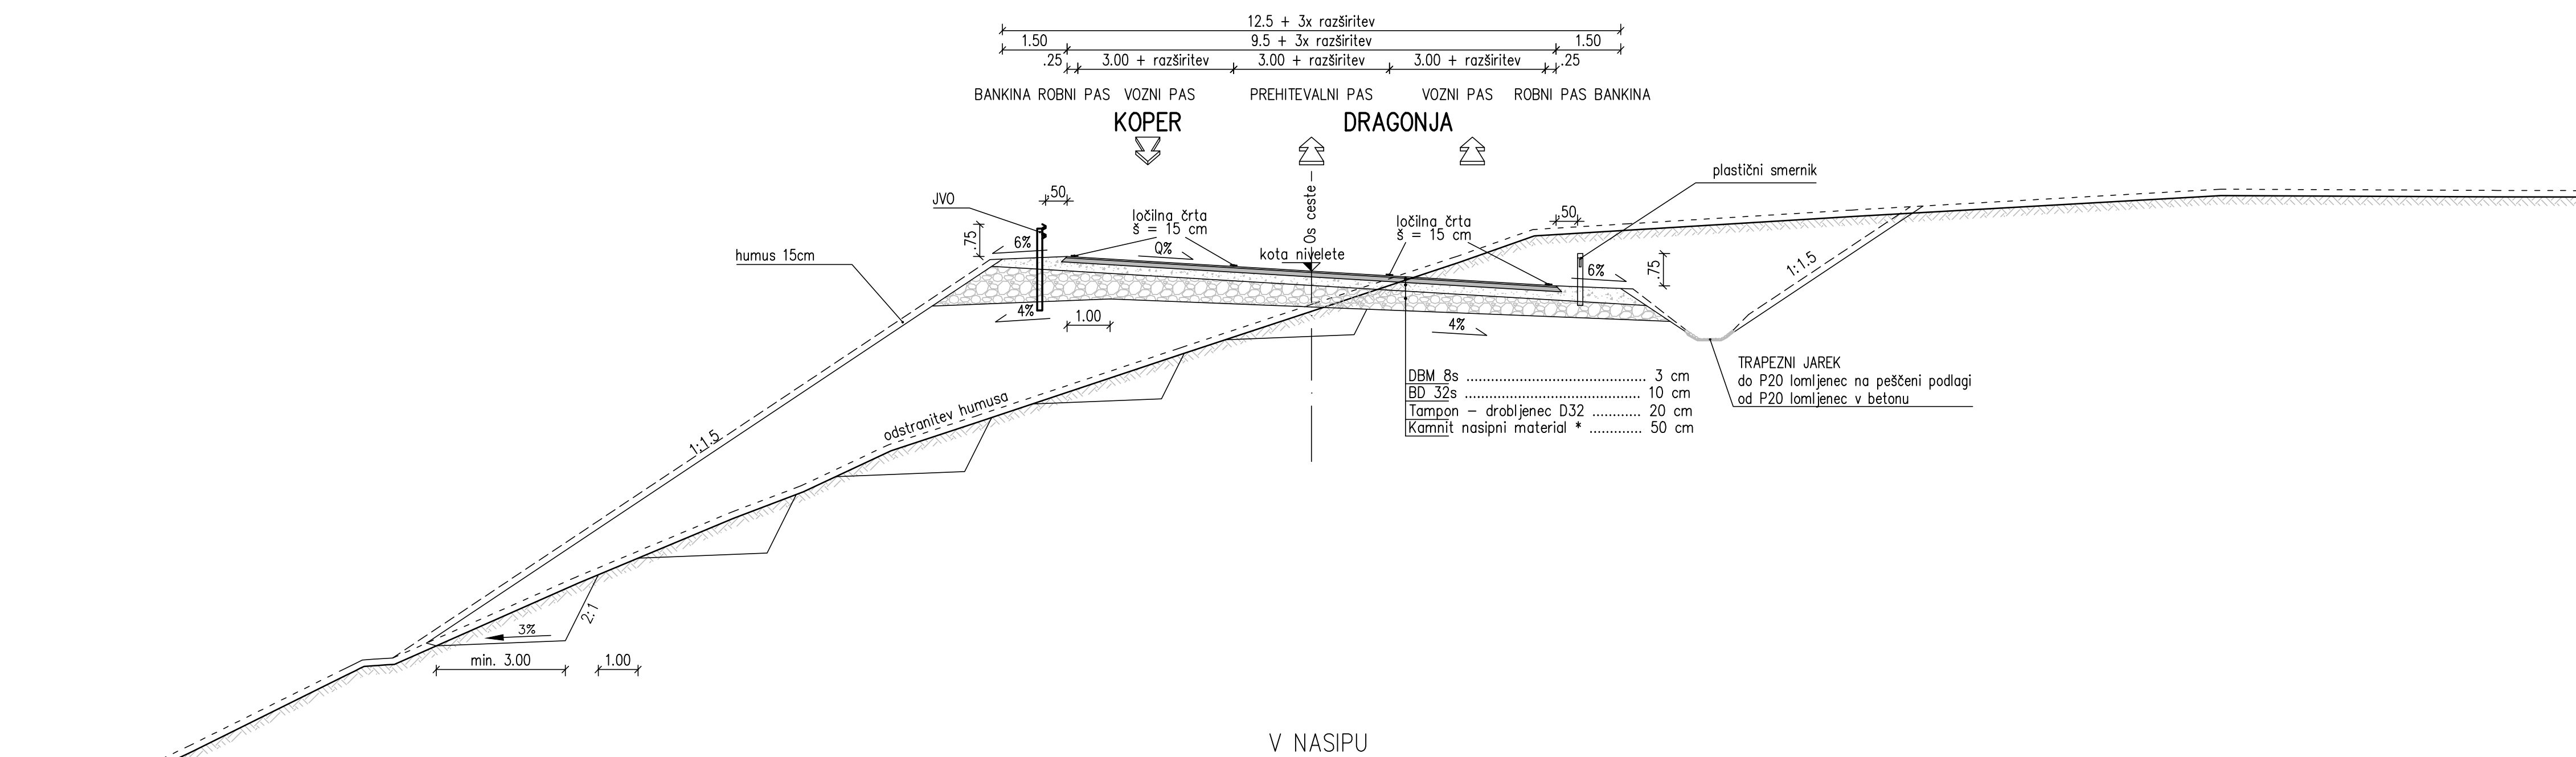 12.5 + 3x razširitev
1.50 9.5 + 3x razširitev 1.50
.25 3.00 + razširitev 3.00 + razširitev 3.00 + razširitev .25
BANKINA ROBNI PAS VOZNI PAS PREHITEVALNI PAS VOZNI PAS ROBNI PAS BANKINA
KOPER DRAGONJA
plastični smernik
JVO
.50
ločilna črta
š = 15 cm
Os ceste
ločilna črta
š = 15 cm
.50
.75
6%
Q%
kota nivelete
humus 15cm
6%
.75
1:1.5
4%
1.00
4%
DBM 8s ............................................ 3 cm
BD 32s ........................................... 10 cm
Tampon – drobljenec D32 ............ 20 cm
Kamnit nasipni material * ............. 50 cm
TRAPEZNI JAREK
do P20 lomljenec na peščeni podlagi
od P20 lomljenec v betonu
odstranitev humusa
1:1.5
2:1
3%
min. 3.00
1.00
V NASIPU